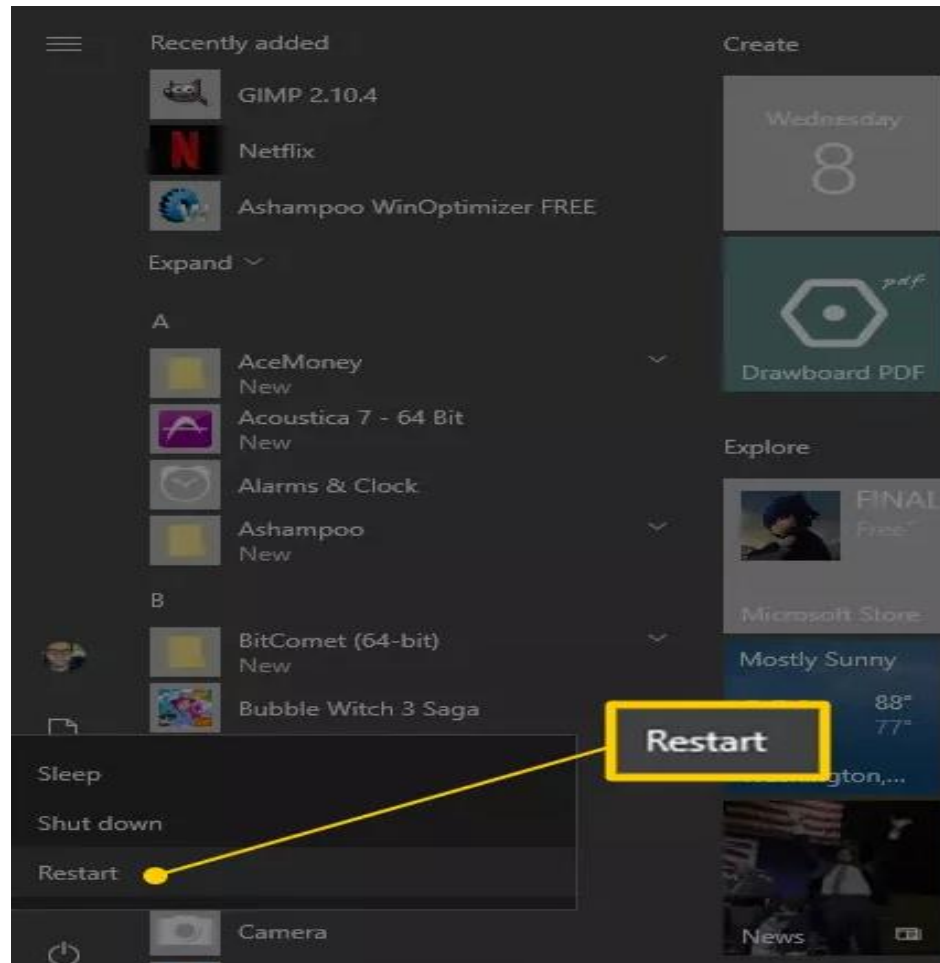 Recently added
GIMP 2.10.4
Netflix
Ashampoo WinOptimizer FREE
Expand
A
AceMoney
New
Acoustica 7 - 64 Bit
New
Alarms & Clock
Ashampoo
New
B
BitComet (64-bit)
New
Bubble Witch 3 Saga
Sleep
Shut down
Restart
Camera
Create
Wednesday
8
pdf
Drawboard PDF
Explore
FINAL
Free
Microsoft Store
Mostly Sunny
88°
77°
Restart
News